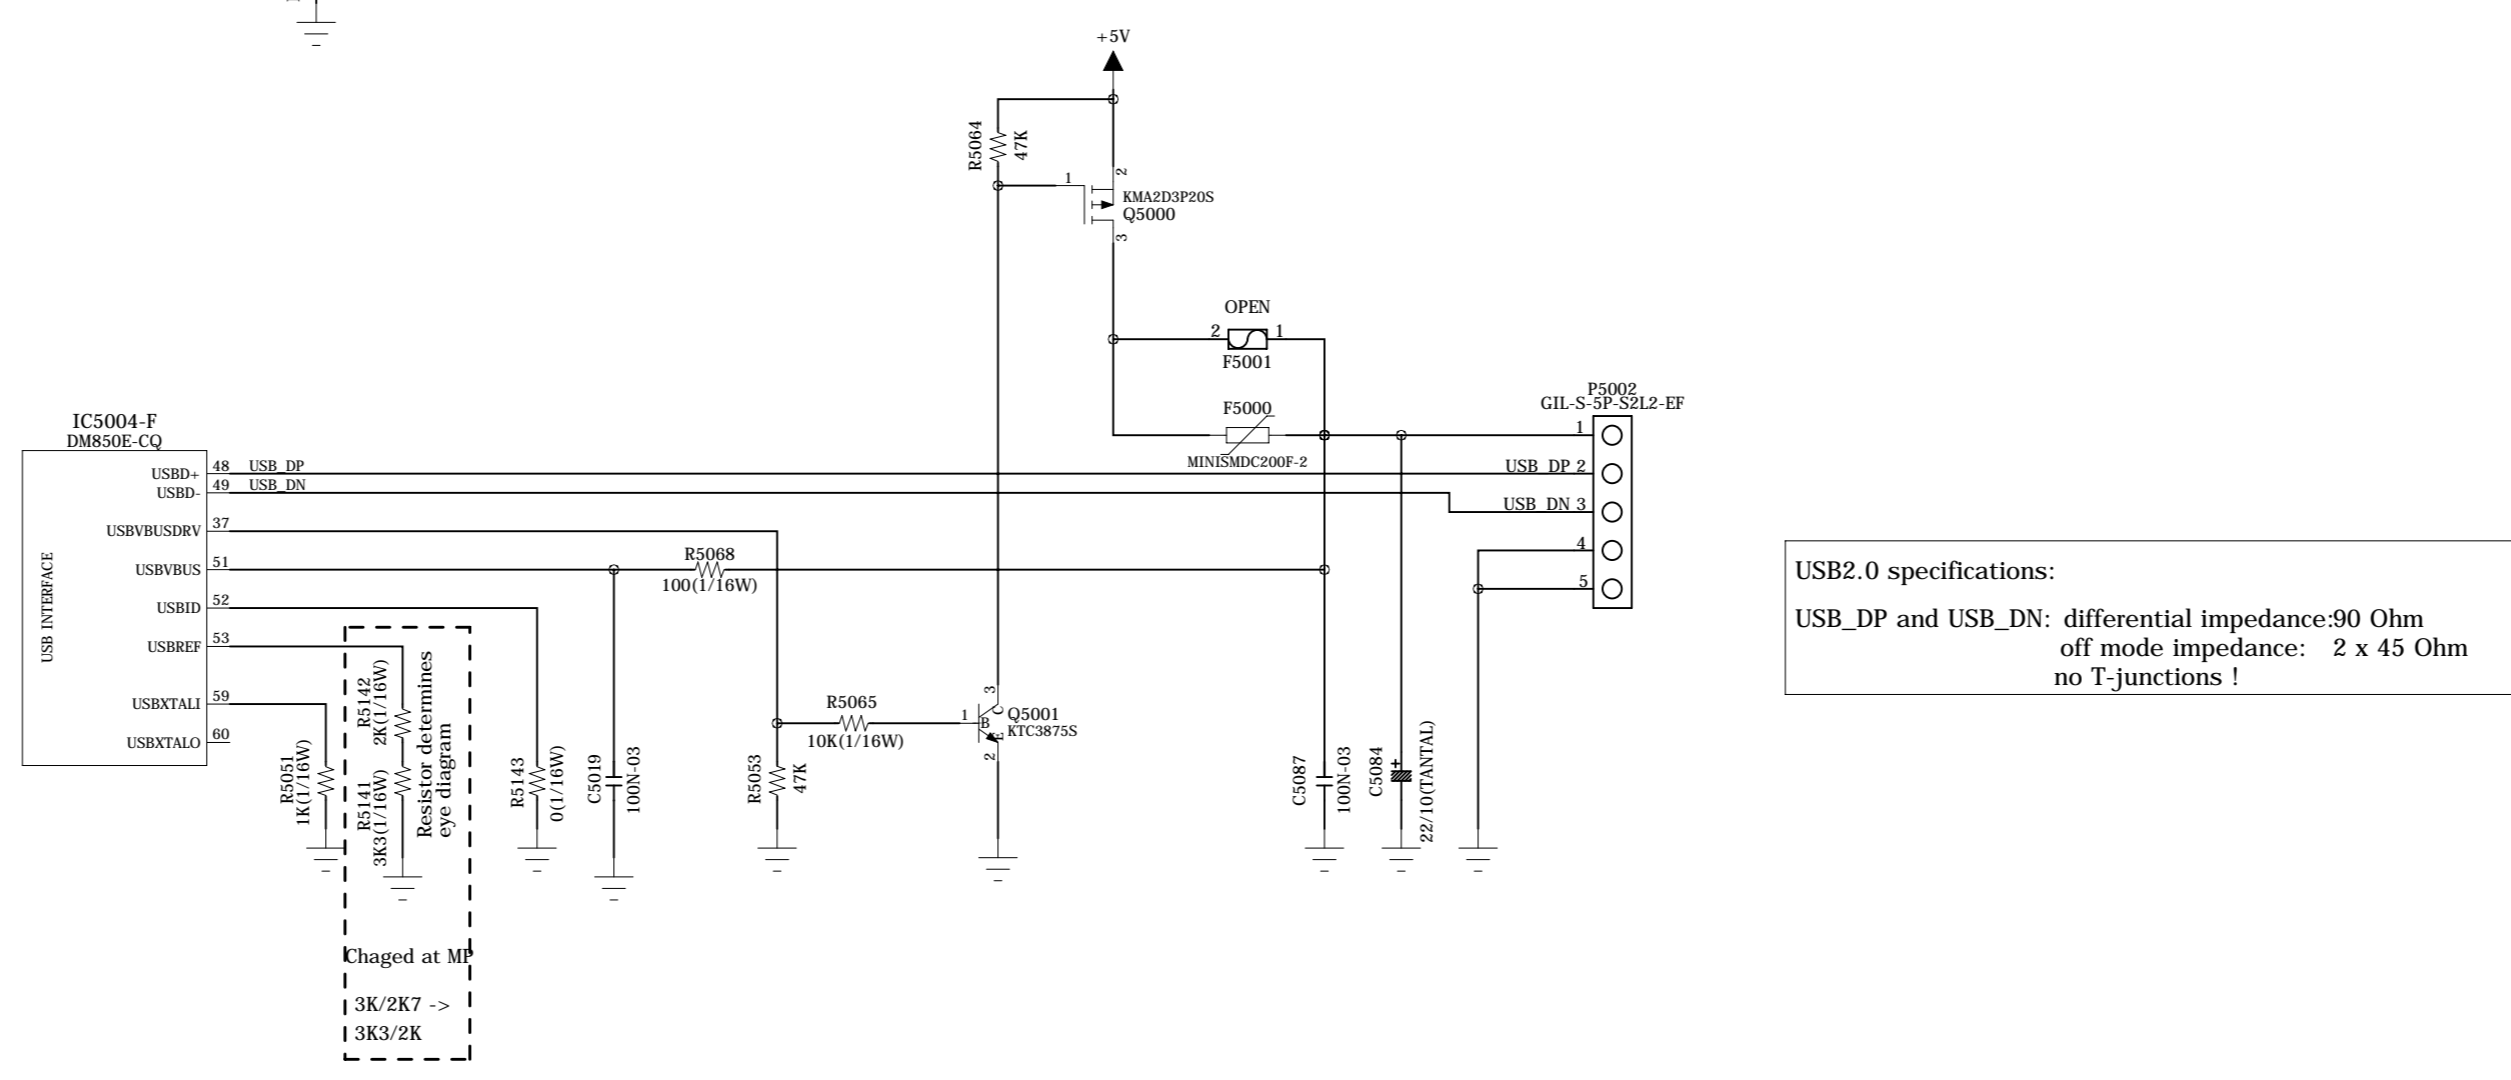 +5V
R5064
47K
1
2
KMA2D3P20S
Q5000
3
OPEN
2
1
F5001
P5002
GIL-S-5P-S2L2-EF
F5000
MINISMDC200F-2
1
IC5004-F
DM850E-CQ
USB INTERFACE
USBD+ 48 USB_DP
USB_DP 2
USBD- 49 USB_DN
USB_DN 3
USBVBUSDRV 37
4
USBVBUS 51
R5068
100(1/16W)
5
USBID 52
USBREF 53
USBXTALI 59
USBXTALO 60
USB2.0 specifications:
USB_DP and USB_DN: differential impedance:90 Ohm
off mode impedance: 2 x 45 Ohm
no T-junctions !
R5051
1K(1/16W)
R5142
2K(1/16W)
R5141
3K3(1/16W)
Resistor determines
eye diagram
R5143
0(1/16W)
C5019
100N-03
R5053
47K
R5065
10K(1/16W)
3
1
B
C
E
2
Q5001
KTC3875S
C5087
100N-03
C5084
+
22/10(TANTAL)
Chaged at MP
3K/2K7 ->
3K3/2K